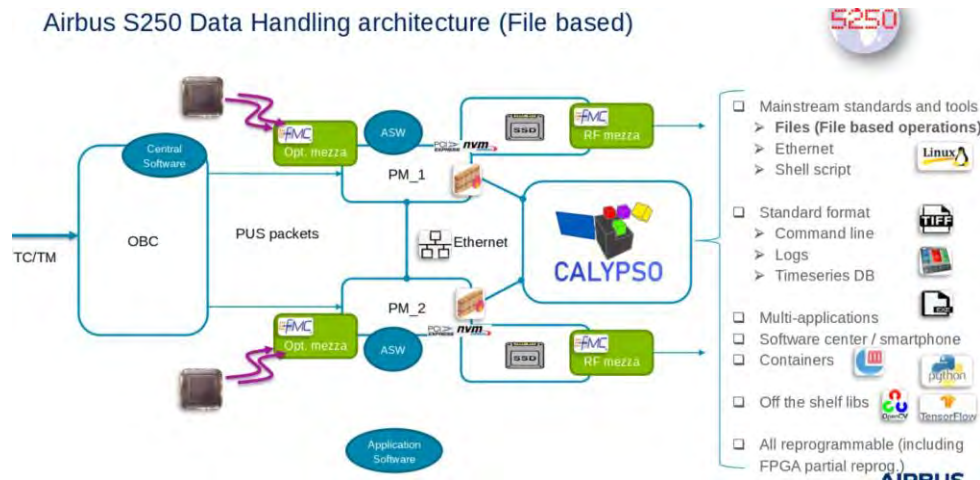 Airbus S250 Data Handling architecture (File based)
S250
FMC
Opt. mezza
ASW
PCI EXPRESS
nvm
SSD
FMC
RF mezza
Central
Software
PM_1
OBC
PUS packets
TC/TM
Ethernet
CALYPSO
PM_2
FMC
Opt. mezza
ASW
PCI EXPRESS
nvm
SSD
FMC
RF mezza
Application
Software
❑ Mainstream standards and tools
➢ Files (File based operations)
➢ Ethernet
➢ Shell script
Linux
❑ Standard format
➢ Command line
➢ Logs
➢ Timeseries DB
TIFF
❑ Multi-applications
❑ Software center / smartphone
❑ Containers
python
❑ Off the shelf libs
OpenCV
TensorFlow
❑ All reprogrammable (including
FPGA partial reprog.)
AIRBUS